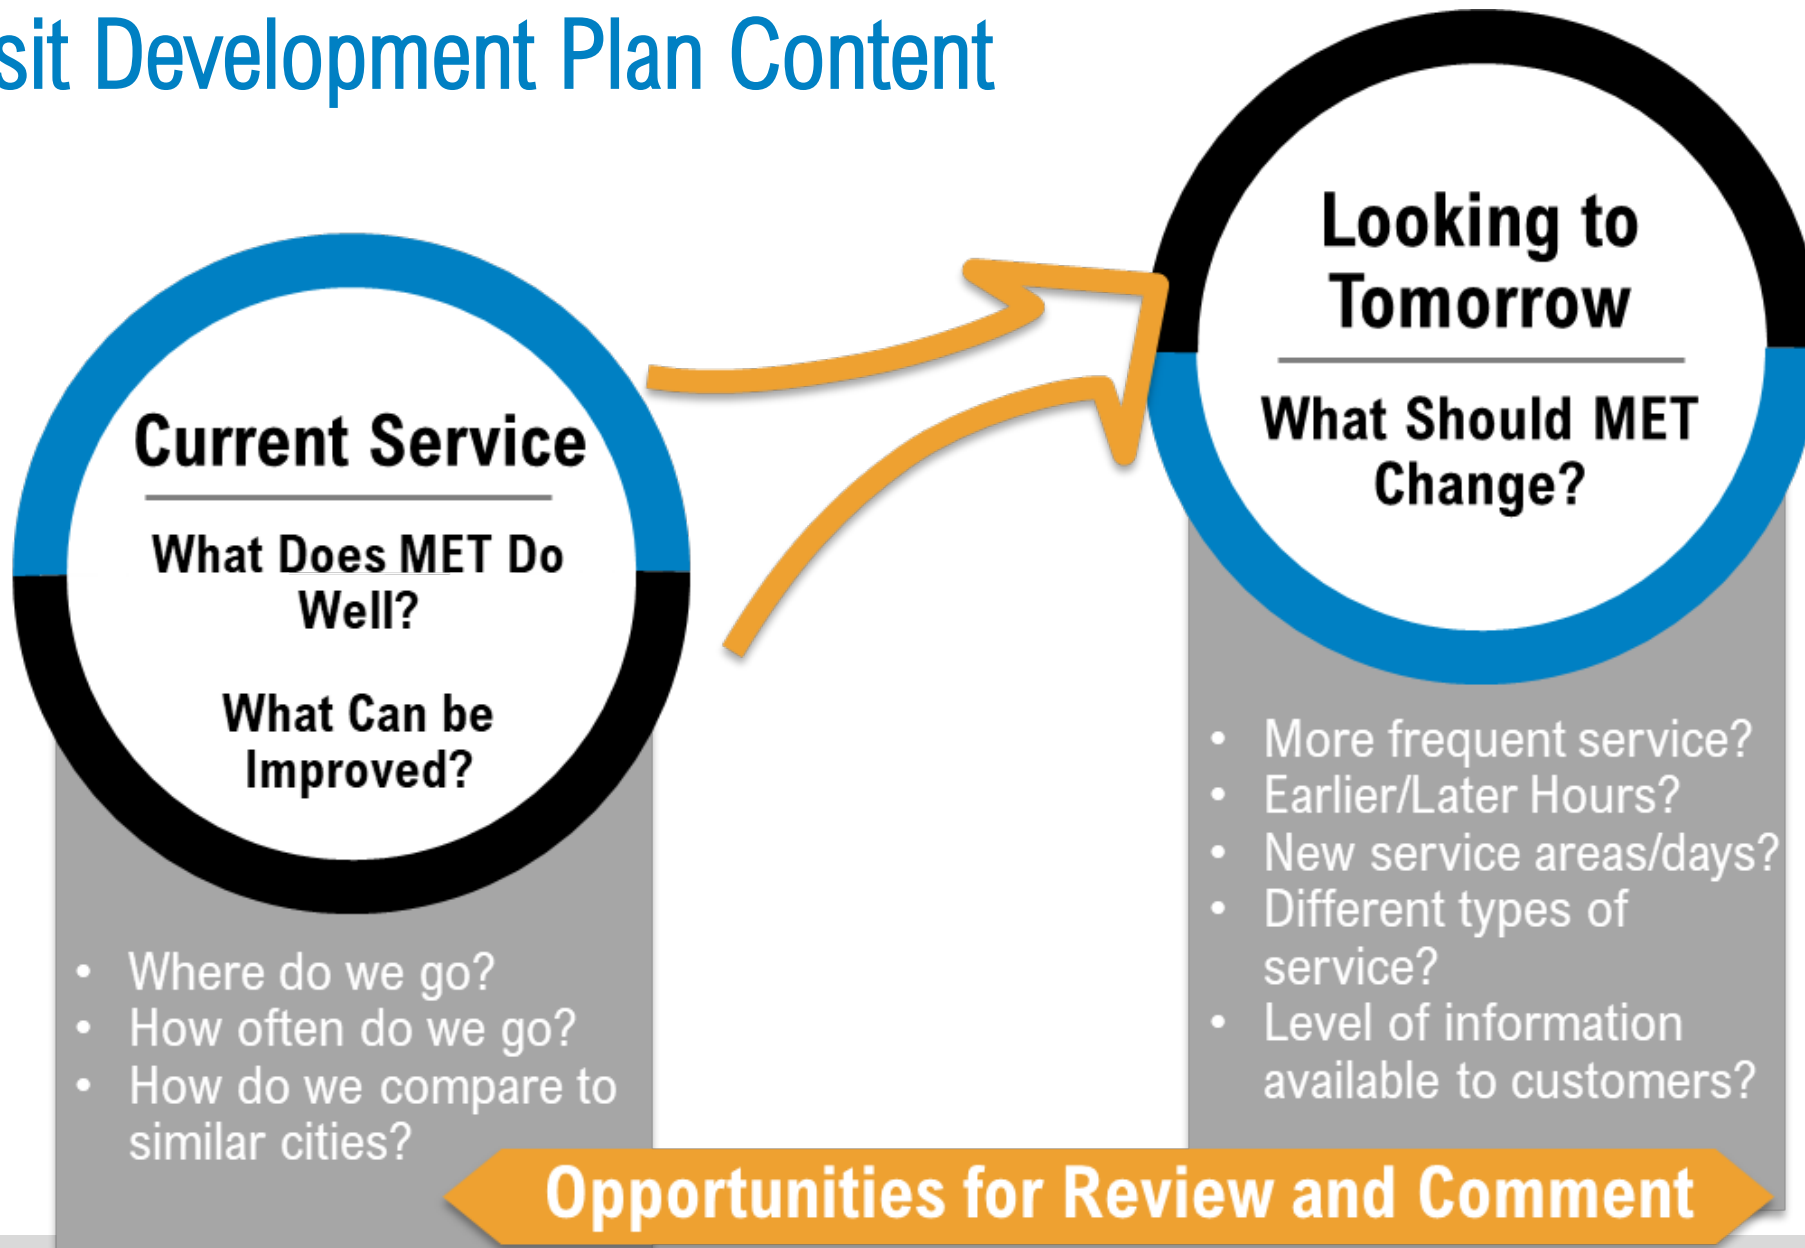 sit Development Plan Content
Current Service
What Does MET Do
Well?
What Can be
Improved?
• Where do we go?
• How often do we go?
• How do we compare to
similar cities?
Looking to
Tomorrow
What Should MET
Change?
• More frequent service?
• Earlier/Later Hours?
• New service areas/days?
• Different types of
service?
• Level of information
available to customers?
Opportunities for Review and Comment